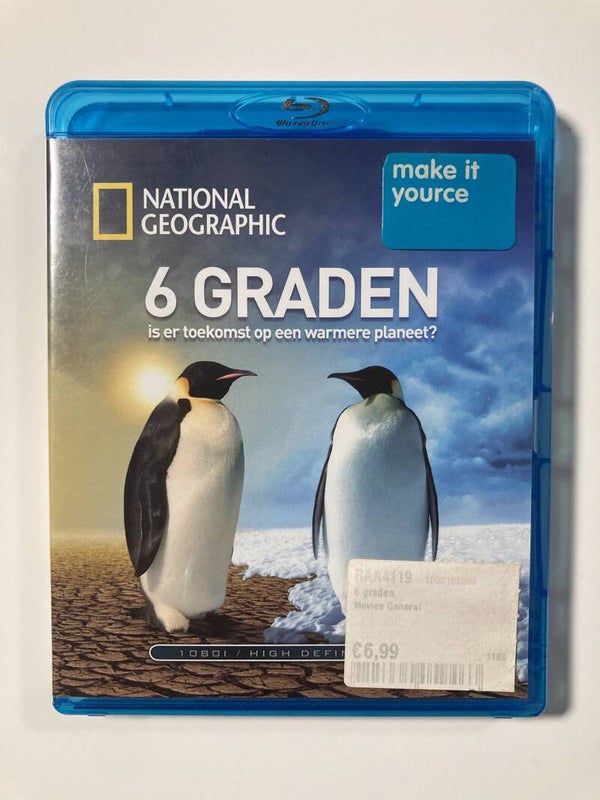 Blu-ray Disc
make it
yource
NATIONAL
GEOGRAPHIC
6 GRADEN
is er toekomst op een warmere planeet?
RAA4119
6 graden
Movies General
€6,99
1080I / HIGH DEFIN